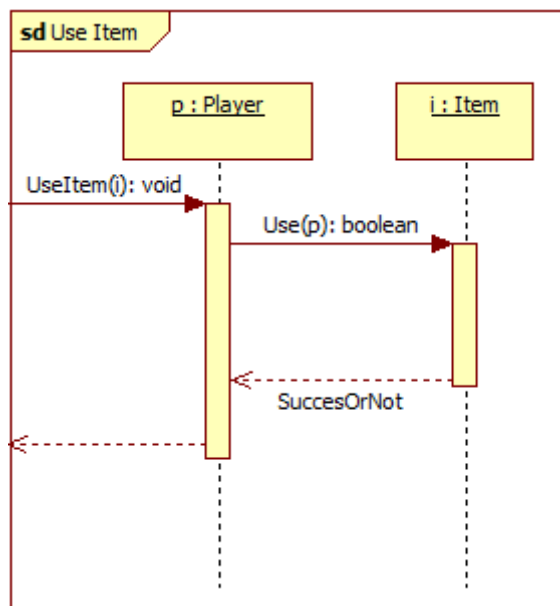 sd Use Item
p : Player
i : Item
UseItem(i): void
Use(p): boolean
SuccesOrNot